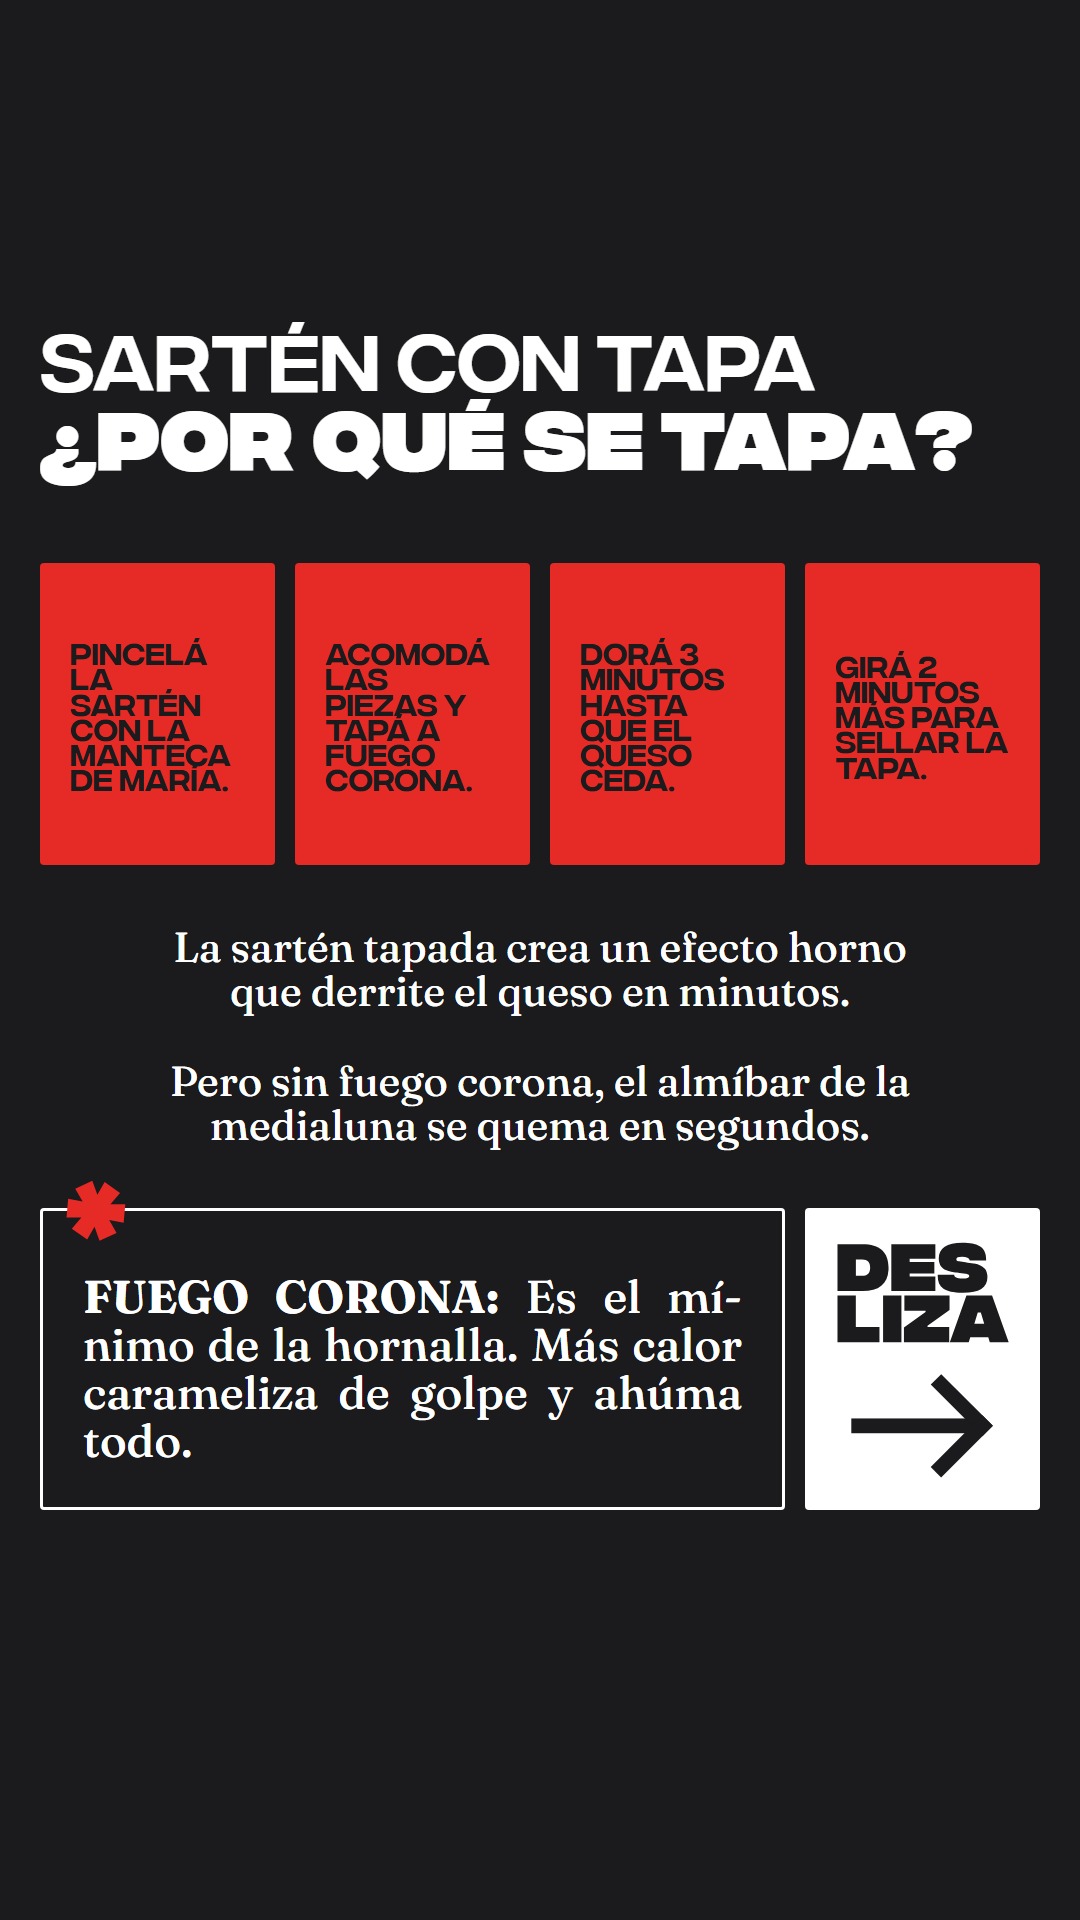 SARTÉN CON TAPA
¿POR QUÉ SE TAPA?
PINCELÁ
LA
SARTÉN
CON LA
MANTECA
DE MARÍA.
ACOMODÁ
LAS
PIEZAS Y
TAPÁ A
FUEGO
CORONA.
DORÁ 3
MINUTOS
HASTA
QUE EL
QUESO
CEDA.
GIRÁ 2
MINUTOS
MÁS PARA
SELLAR LA
TAPA.
La sartén tapada crea un efecto horno
que derrite el queso en minutos.
Pero sin fuego corona, el almíbar de la
medialuna se quema en segundos.
FUEGO CORONA: Es el mí-
nimo de la hornalla. Más calor
carameliza de golpe y ahúma
todo.
DES
LIZA